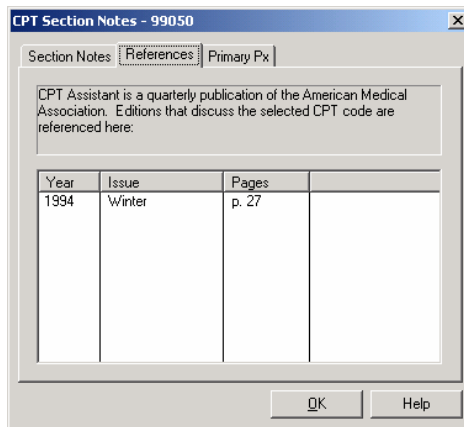 CPT Section Notes - 99050
Section Notes References Primary Px
CPT Assistant is a quarterly publication of the American Medical
Association. Editions that discuss the selected CPT code are
referenced here:
Year Issue Pages
1994 Winter p. 27
OK Help